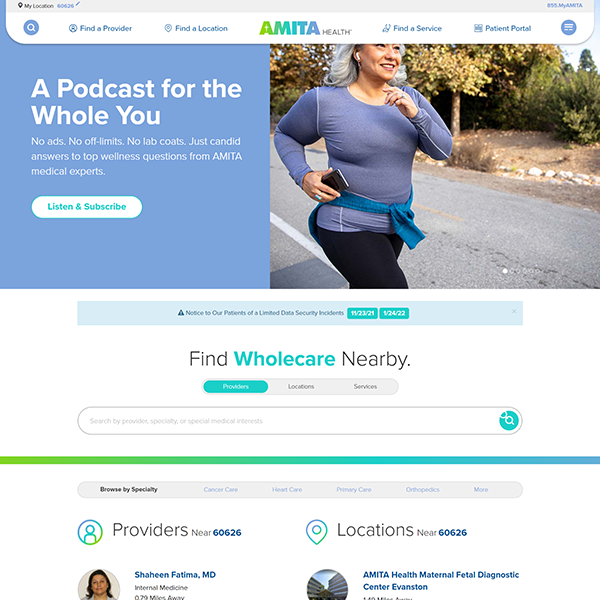 My Location 60626
855.MyAMITA
Find a Provider
Find a Location
AMITA HEALTH
Find a Service
Patient Portal
A Podcast for the
Whole You
No ads. No off-limits. No lab coats. Just candid
answers to top wellness questions from AMITA
medical experts.
Listen & Subscribe
Notice to Our Patients of a Limited Data Security Incidents 11/23/21 1/24/22
Find Wholecare Nearby.
Providers
Locations
Services
Search by provider, specialty, or special medical interests
Browse by Specialty
Cancer Care
Heart Care
Primary Care
Orthopedics
More
Providers Near 60626
Locations Near 60626
Shaheen Fatima, MD
Internal Medicine
0.79 Miles Away
AMITA Health Maternal Fetal Diagnostic
Center Evanston
1.49 Miles Away